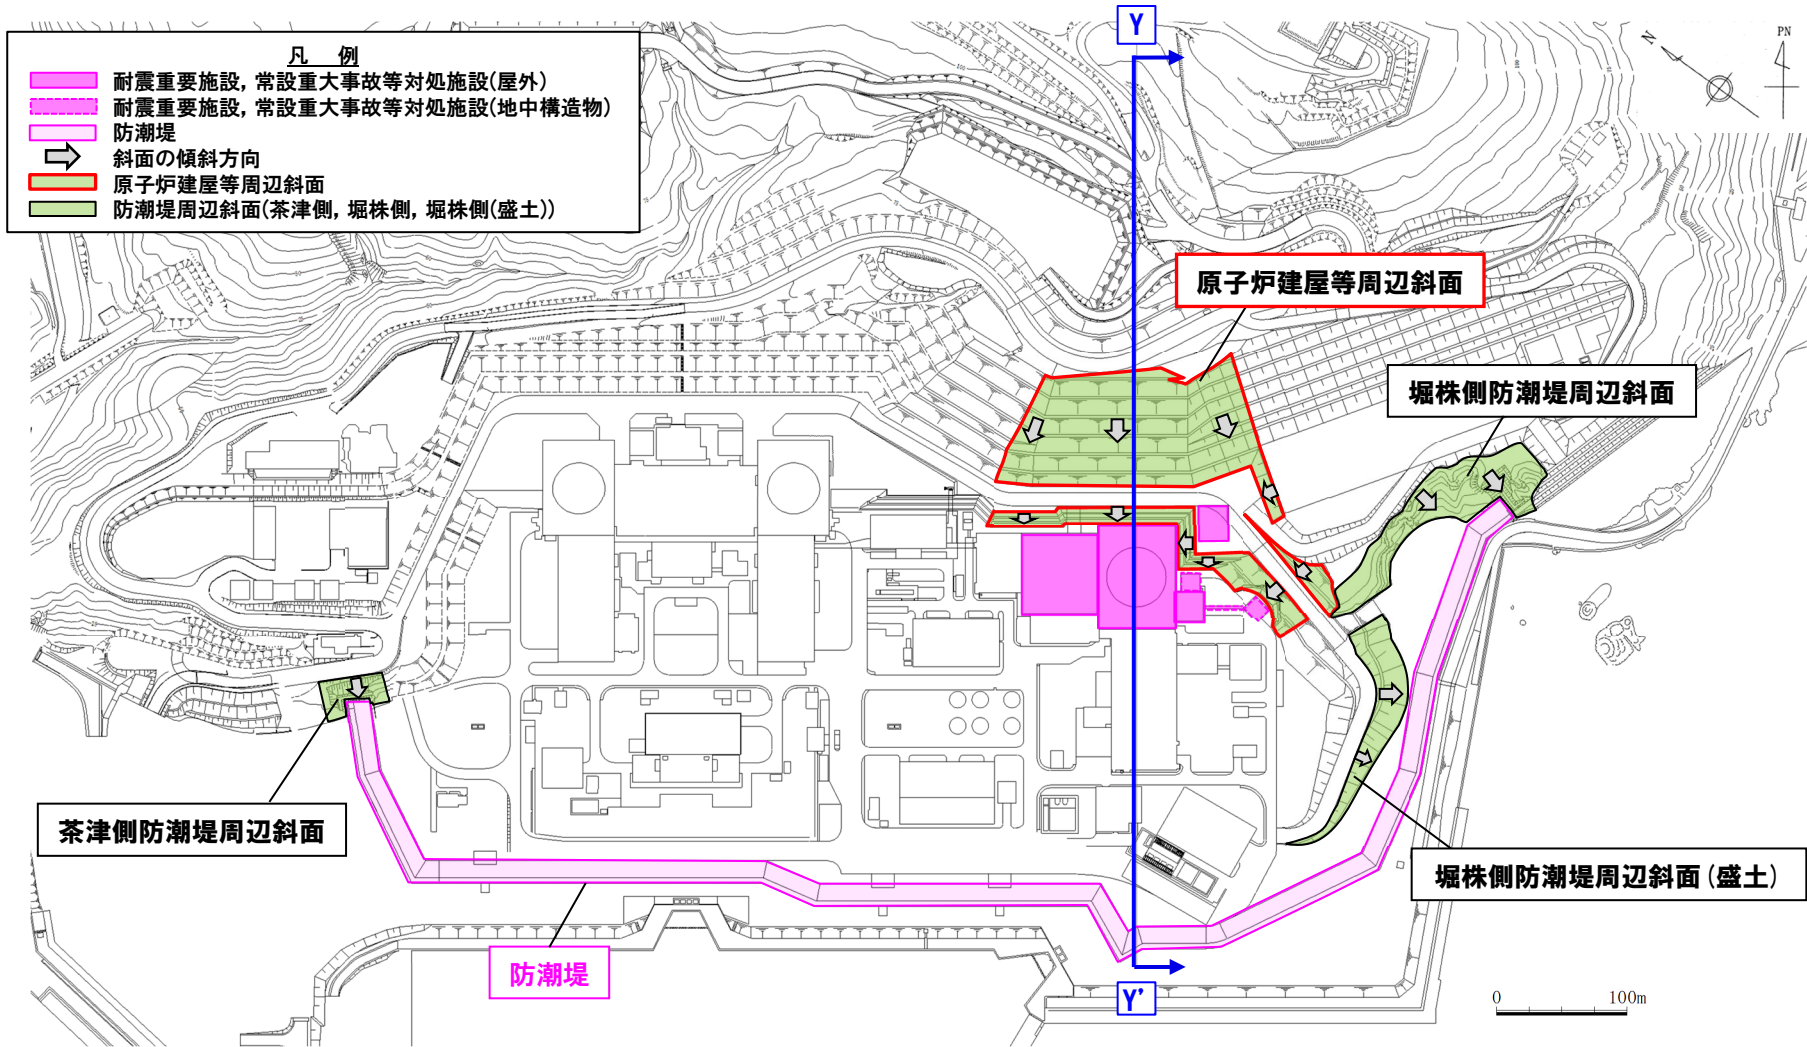 Y
N
PN
凡　例
耐震重要施設，常設重大事故等対処施設(屋外)
耐震重要施設，常設重大事故等対処施設(地中構造物)
防潮堤
斜面の傾斜方向
原子炉建屋等周辺斜面
防潮堤周辺斜面(茶津側，堀株側，堀株側(盛土))
原子炉建屋等周辺斜面
堀株側防潮堤周辺斜面
茶津側防潮堤周辺斜面
堀株側防潮堤周辺斜面(盛土)
防潮堤
Y'
0 100m